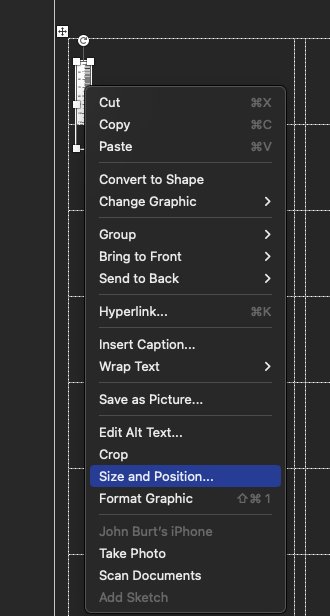 Cut ⌘X
Copy ⌘C
Paste ⌘V
Convert to Shape
Change Graphic
Group
Bring to Front
Send to Back
Hyperlink... ⌘K
Insert Caption...
Wrap Text
Save as Picture...
Edit Alt Text...
Crop
Size and Position...
Format Graphic ⇧⌘1
John Burt's iPhone
Take Photo
Scan Documents
Add Sketch